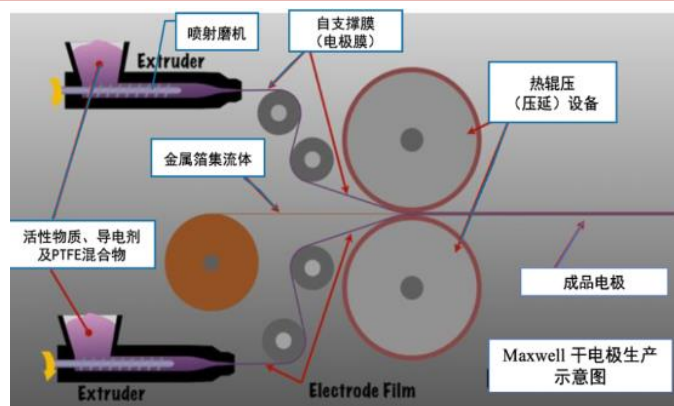 喷射磨机
Extruder
自支撑膜
（电极膜）
热辊压
（压延）设备
金属箔集流体
活性物质、导电剂
及PTFE混合物
成品电极
Maxwell 干电极生产
示意图
Extruder
Electrode Film